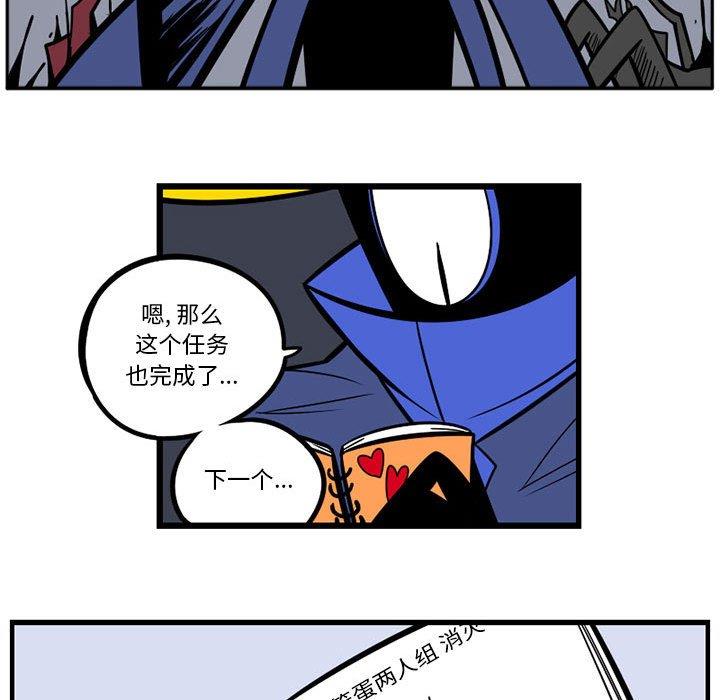 嗯, 那么
这个任务
也完成了...
下一个...
蛋两人组 消灭